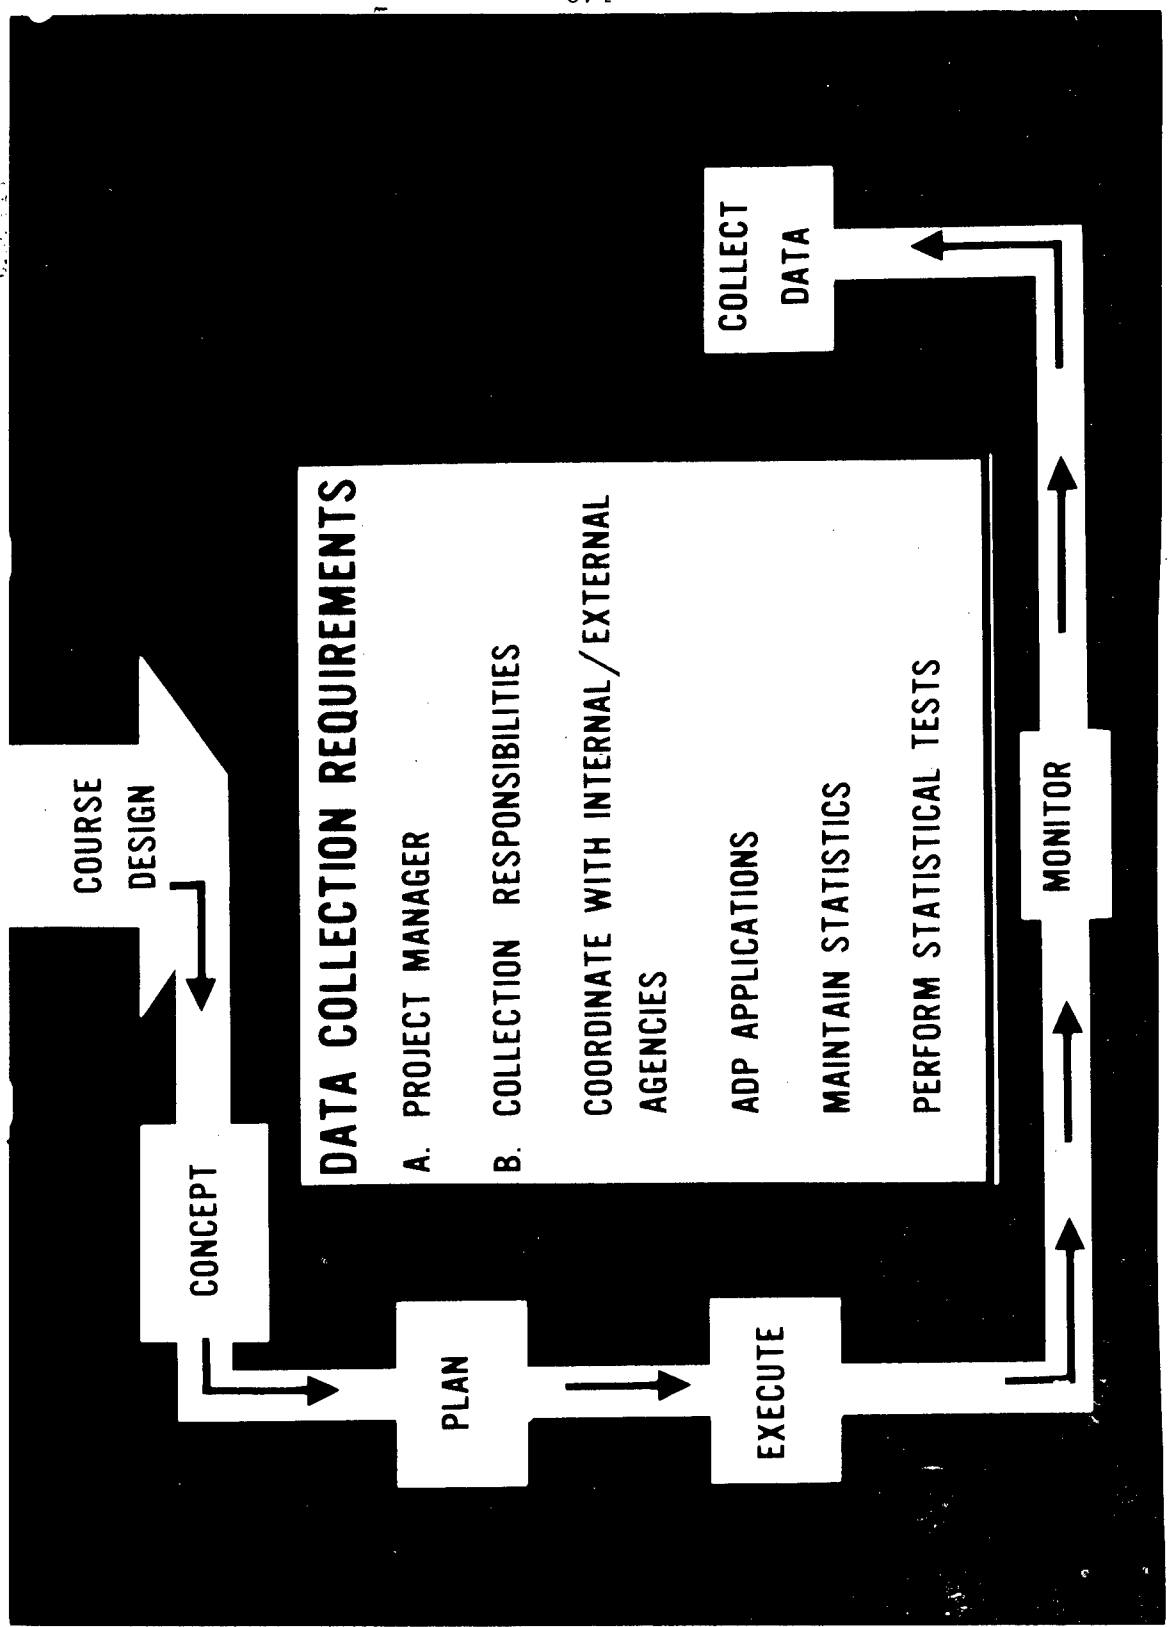 COURSE
DESIGN
CONCEPT
PLAN
EXECUTE
MONITOR
COLLECT
DATA
DATA COLLECTION REQUIREMENTS
A. PROJECT MANAGER
B. COLLECTION RESPONSIBILITIES
COORDINATE WITH INTERNAL/EXTERNAL
AGENCIES
ADP APPLICATIONS
MAINTAIN STATISTICS
PERFORM STATISTICAL TESTS